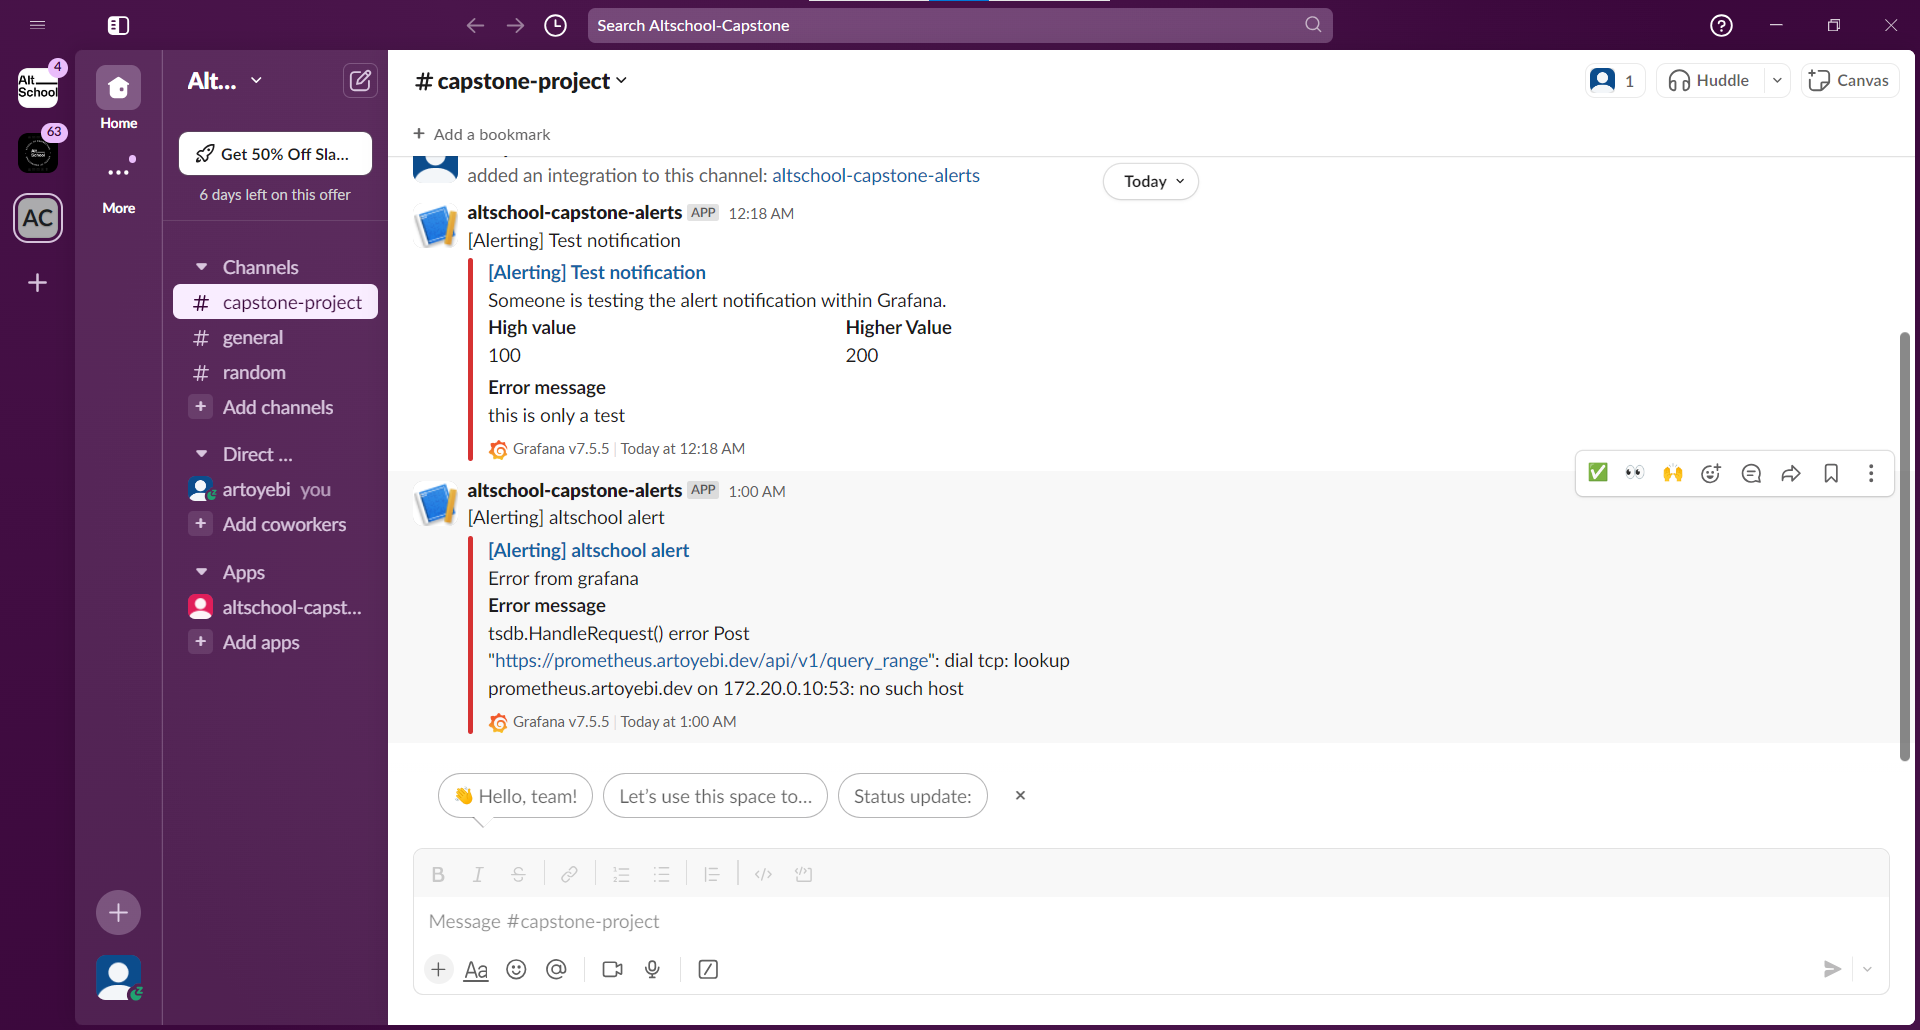 Search Altschool-Capstone
Alt
School
4
63
AC
Home
More
Alt...
Get 50% Off Sla...
6 days left on this offer
Channels
# capstone-project
# general
# random
+ Add channels
Direct ...
artoyebi you
+ Add coworkers
Apps
altschool-capst...
+ Add apps
# capstone-project
1
Huddle
Canvas
+ Add a bookmark
added an integration to this channel: altschool-capstone-alerts
Today
altschool-capstone-alerts APP 12:18 AM
[Alerting] Test notification
[Alerting] Test notification
Someone is testing the alert notification within Grafana.
High value Higher Value
100 200
Error message
this is only a test
Grafana v7.5.5 | Today at 12:18 AM
altschool-capstone-alerts APP 1:00 AM
[Alerting] altschool alert
[Alerting] altschool alert
Error from grafana
Error message
tsdb.HandleRequest() error Post
"https://prometheus.artoyebi.dev/api/v1/query_range": dial tcp: lookup
prometheus.artoyebi.dev on 172.20.0.10:53: no such host
Grafana v7.5.5 | Today at 1:00 AM
👋 Hello, team!
Let's use this space to...
Status update:
Message #capstone-project
Aa